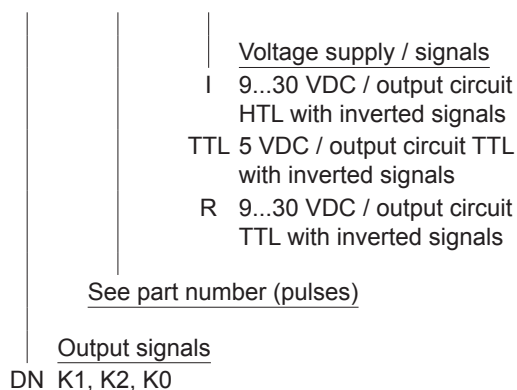 Voltage supply / signals
I 9...30 VDC / output circuit
HTL with inverted signals
TTL 5 VDC / output circuit TTL
with inverted signals
R 9...30 VDC / output circuit
TTL with inverted signals
See part number (pulses)
Output signals
DN K1, K2, K0